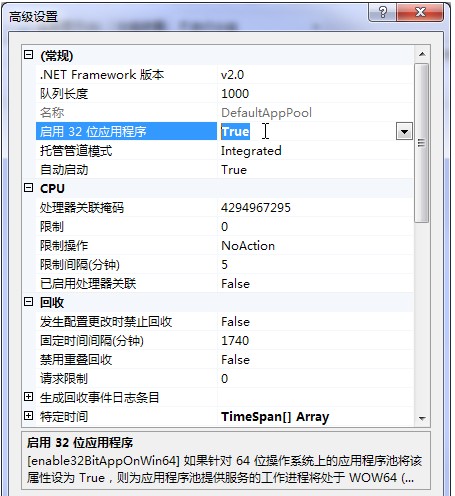 高级设置
(常规)
.NET Framework 版本 v2.0
队列长度 1000
名称 DefaultAppPool
启用 32 位应用程序 True
托管管道模式 Integrated
自动启动 True
CPU
处理器关联掩码 4294967295
限制 0
限制操作 NoAction
限制间隔(分钟) 5
已启用处理器关联 False
回收
发生配置更改时禁止回收 False
固定时间间隔(分钟) 1740
禁用重叠回收 False
请求限制 0
生成回收事件日志条目
特定时间 TimeSpan[] Array
启用 32 位应用程序
[enable32BitAppOnWin64] 如果针对 64 位操作系统上的应用程序池将该
属性设为 True，则为应用程序池提供服务的工作进程将处于 WOW64 (...